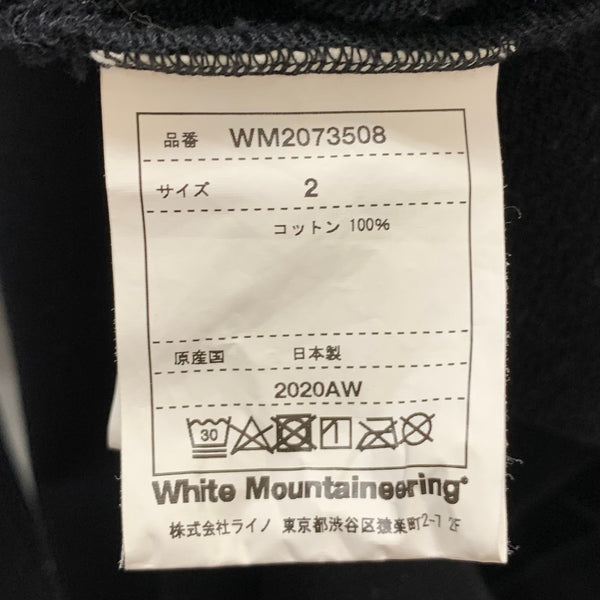 品番 WM2073508
サイズ 2
コットン 100%
原産国 日本製
2020AW
30
White Mountaineering®
株式会社ライノ 東京都渋谷区猿楽町2-7 2F